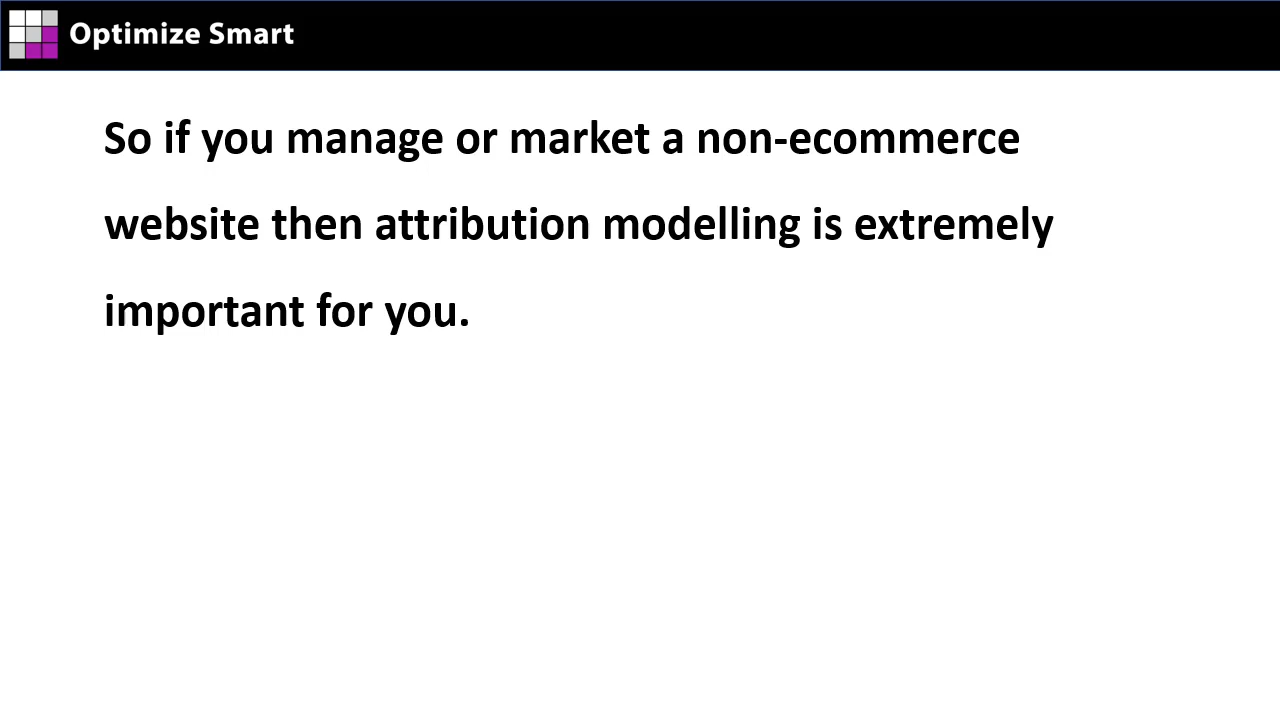 Optimize Smart
So if you manage or market a non-ecommerce
website then attribution modelling is extremely
important for you.